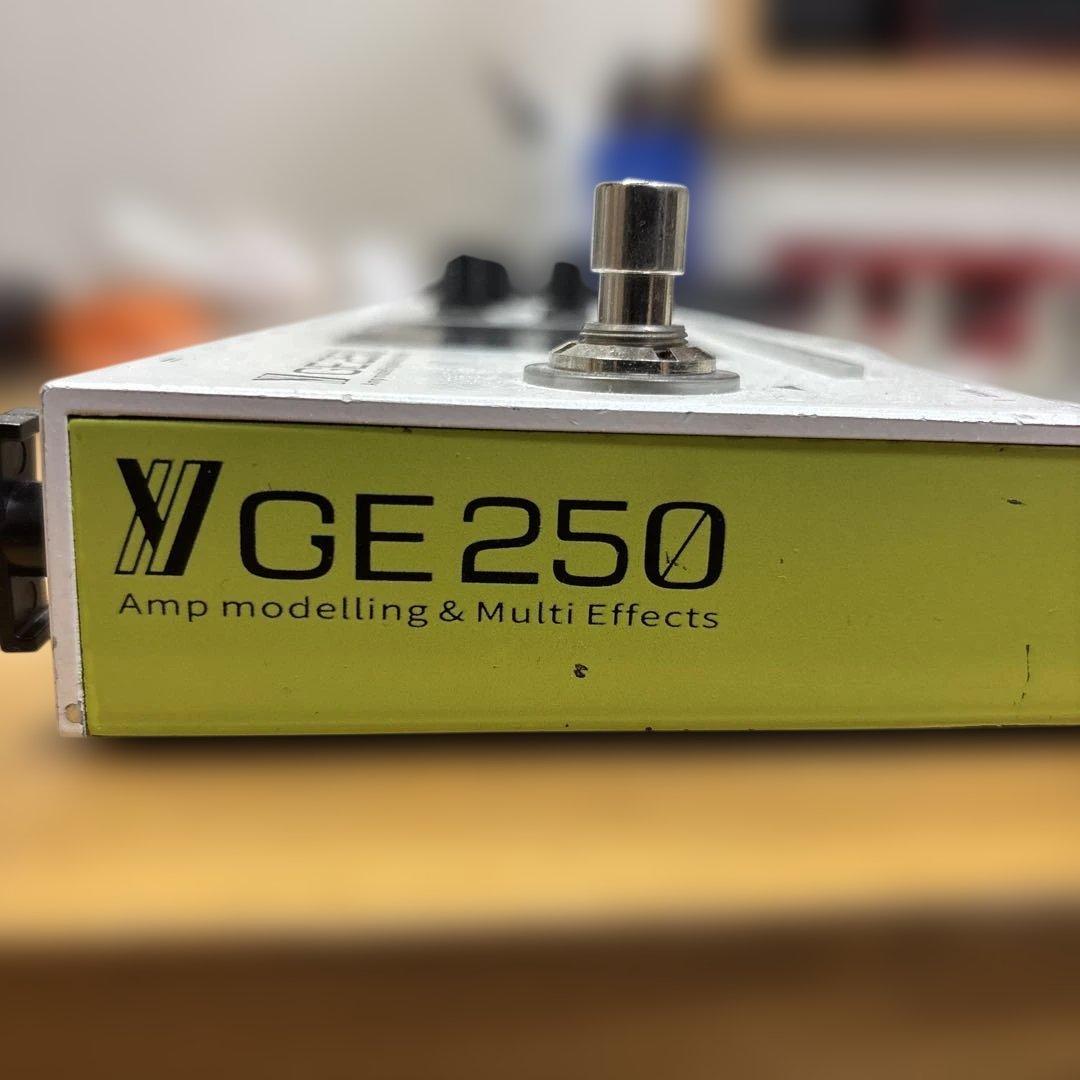 GE250
Amp modelling & Multi Effects